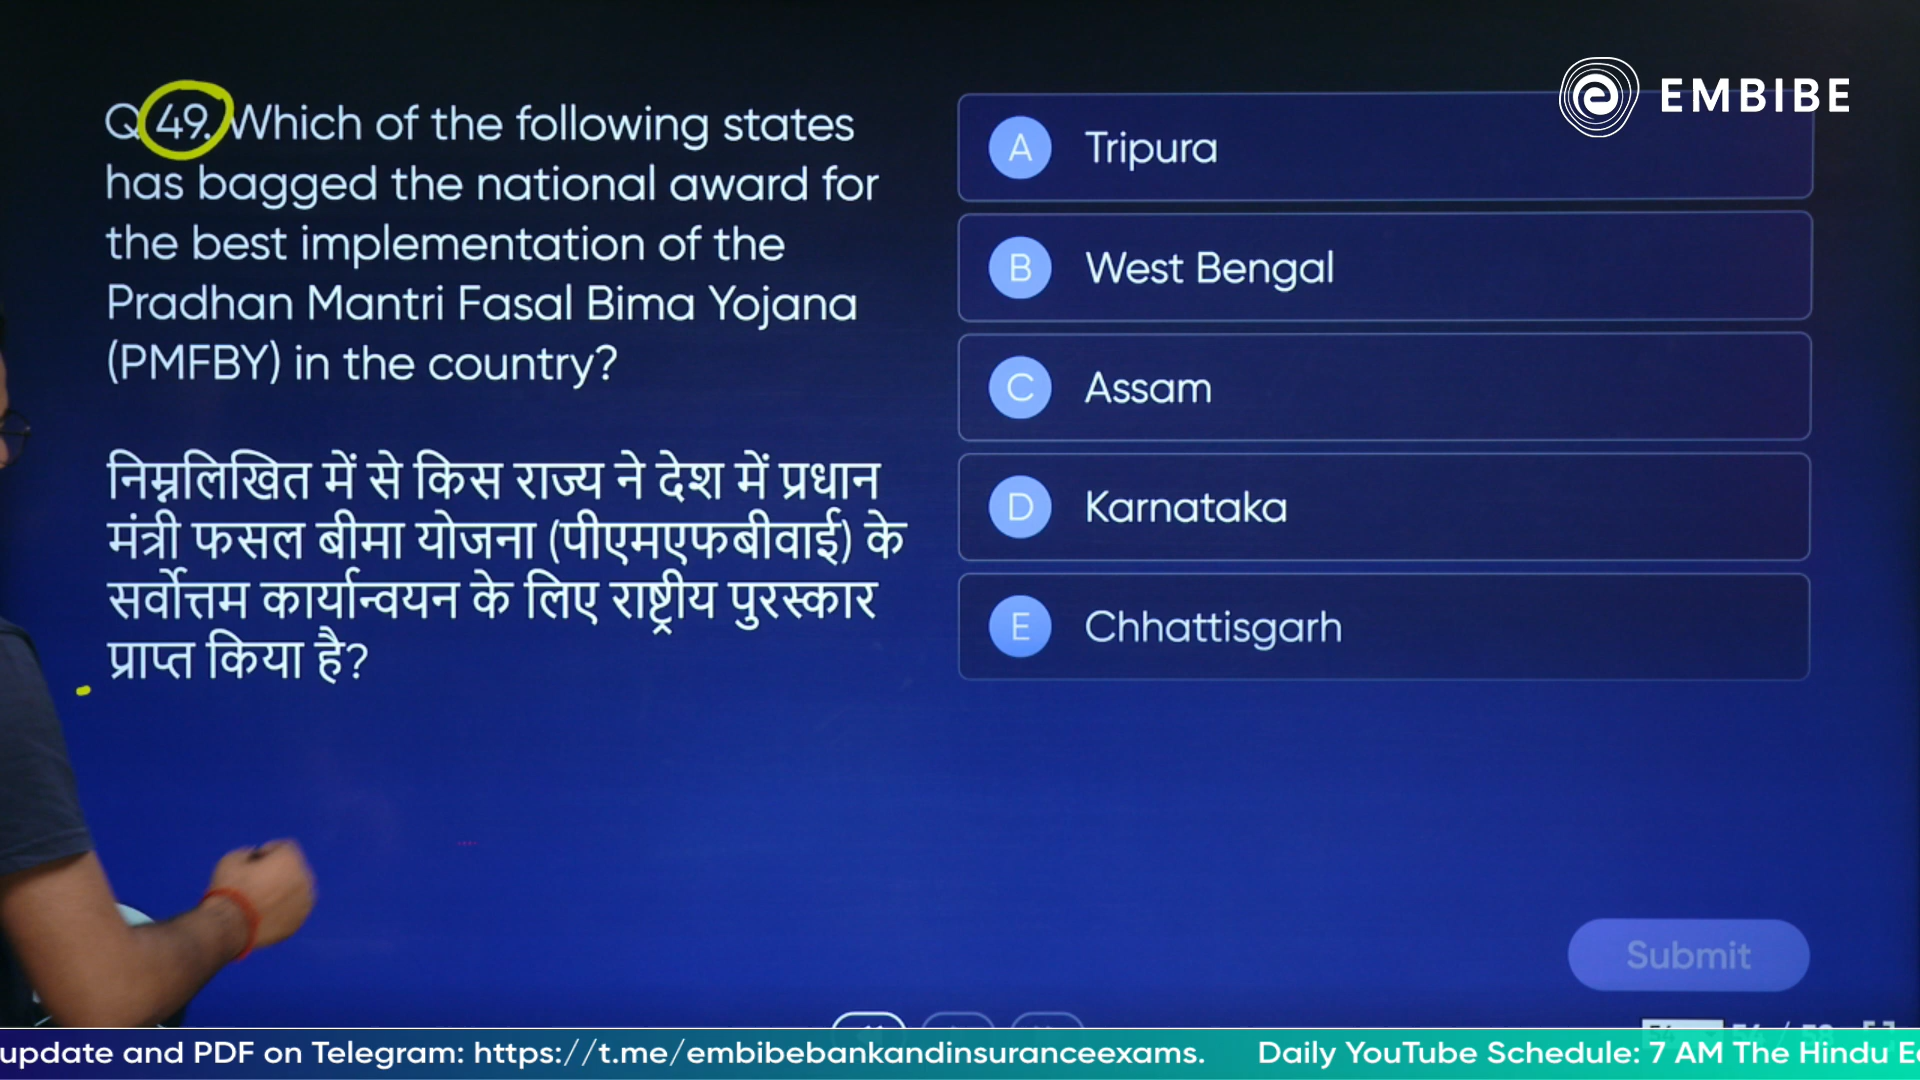 EMBIBE
Q 49. Which of the following states
has bagged the national award for
the best implementation of the
Pradhan Mantri Fasal Bima Yojana
(PMFBY) in the country?
निम्नलिखित में से किस राज्य ने देश में प्रधान
मंत्री फसल बीमा योजना (पीएमएफबीवाई) के
सर्वोत्तम कार्यान्वयन के लिए राष्ट्रीय पुरस्कार
प्राप्त किया है?
A Tripura
B West Bengal
C Assam
D Karnataka
E Chhattisgarh
Submit
update and PDF on Telegram: https://t.me/embibebankandinsuranceexams. Daily YouTube Schedule: 7 AM The Hindu